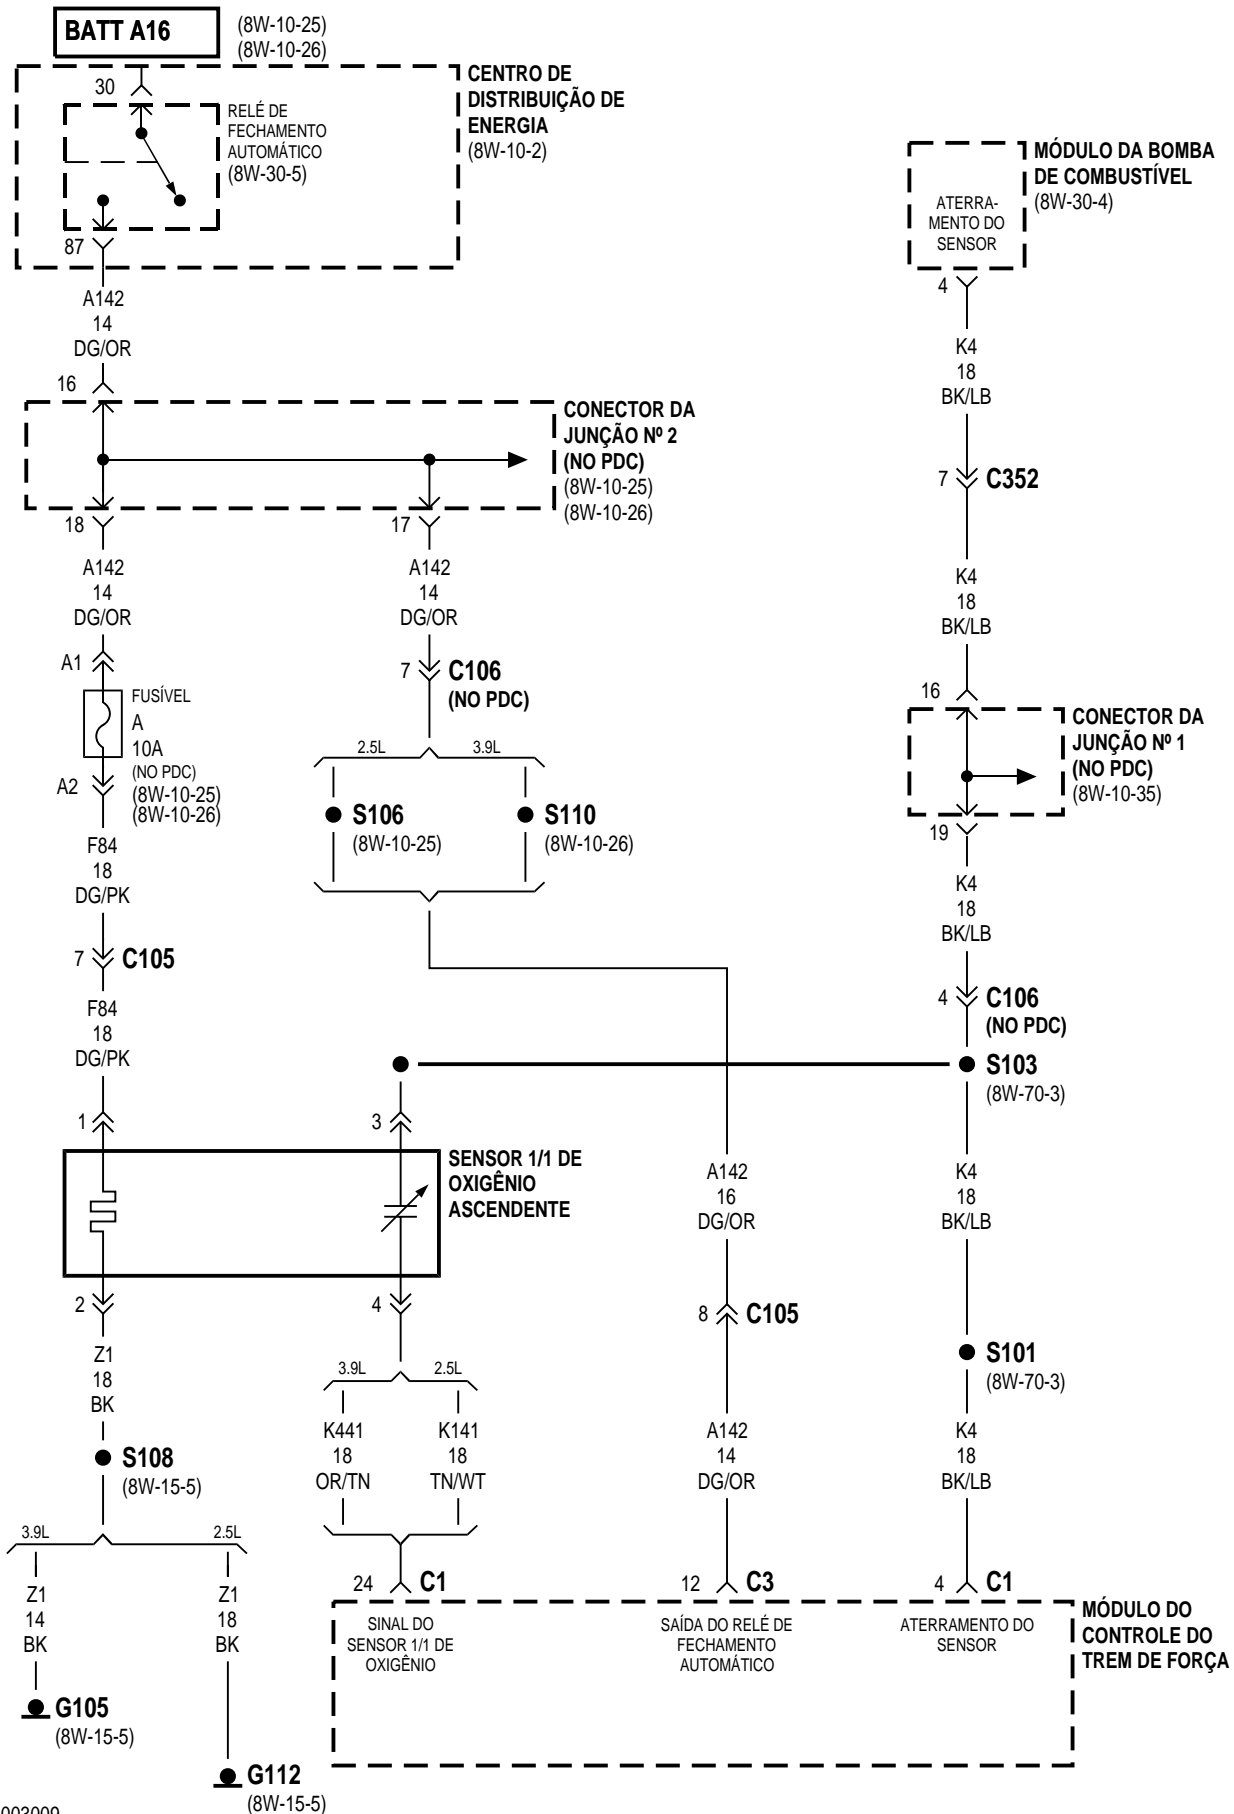 BATT A16
(8W-10-25)
(8W-10-26)
30
RELÉ DE
FECHAMENTO
AUTOMÁTICO
(8W-30-5)
87
CENTRO DE
DISTRIBUIÇÃO DE
ENERGIA
(8W-10-2)
ATERRA-
MENTO DO
SENSOR
MÓDULO DA BOMBA
DE COMBUSTÍVEL
(8W-30-4)
4
A142
14
DG/OR
16
K4
18
BK/LB
CONECTOR DA
JUNÇÃO Nº 2
(NO PDC)
(8W-10-25)
(8W-10-26)
7
C352
18
17
A142
14
DG/OR
A142
14
DG/OR
K4
18
BK/LB
A1
FUSÍVEL
A
10A
(NO PDC)
(8W-10-25)
(8W-10-26)
A2
7
C106
(NO PDC)
16
CONECTOR DA
JUNÇÃO Nº 1
(NO PDC)
(8W-10-35)
19
2.5L
3.9L
S106
(8W-10-25)
S110
(8W-10-26)
F84
18
DG/PK
K4
18
BK/LB
7
C105
4
C106
(NO PDC)
F84
18
DG/PK
S103
(8W-70-3)
1
3
SENSOR 1/1 DE
OXIGÊNIO
ASCENDENTE
A142
16
DG/OR
K4
18
BK/LB
2
4
8
C105
Z1
18
BK
S101
(8W-70-3)
3.9L
2.5L
K441
18
OR/TN
K141
18
TN/WT
A142
14
DG/OR
K4
18
BK/LB
S108
(8W-15-5)
3.9L
2.5L
Z1
14
BK
Z1
18
BK
24
C1
12
C3
4
C1
SINAL DO
SENSOR 1/1 DE
OXIGÊNIO
SAÍDA DO RELÉ DE
FECHAMENTO
AUTOMÁTICO
ATERRAMENTO DO
SENSOR
MÓDULO DO
CONTROLE DO
TREM DE FORÇA
G105
(8W-15-5)
G112
(8W-15-5)